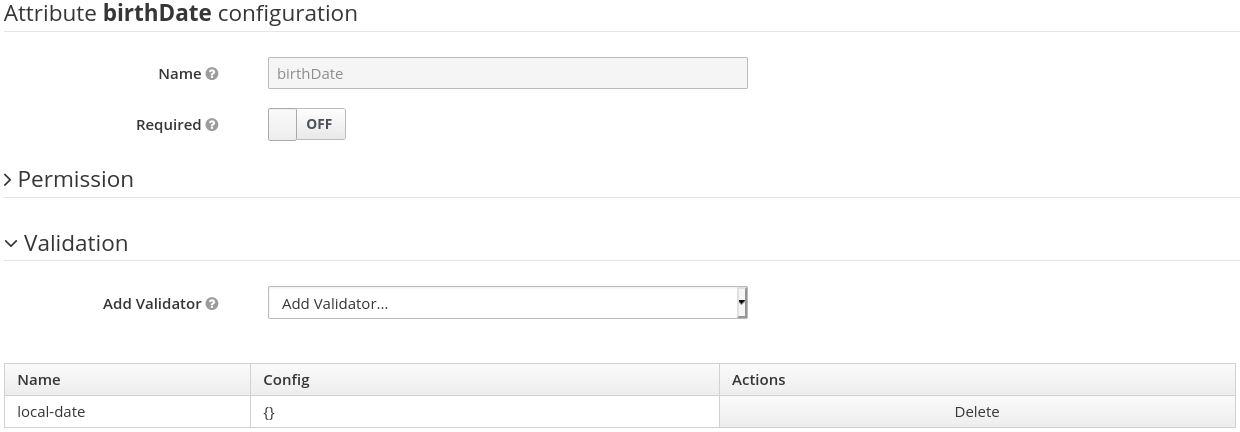 Attribute birthDate configuration
Name
birthDate
Required
OFF
Permission
Validation
Add Validator
Add Validator...
Name Config Actions
local-date {} Delete